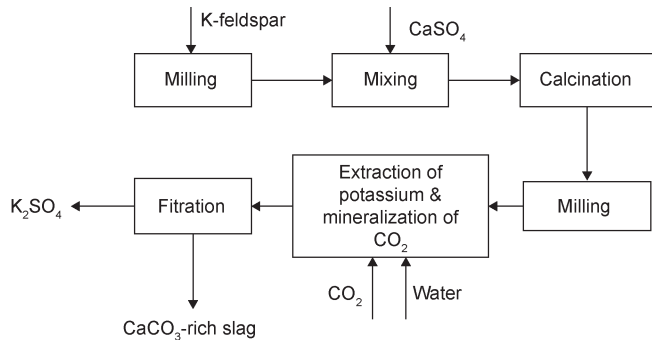 K-feldspar
CaSO₄
Milling
Mixing
Calcination
Extraction of
potassium &
mineralization of
CO₂
Milling
Fitration
K₂SO₄
CO₂
Water
CaCO₃-rich slag